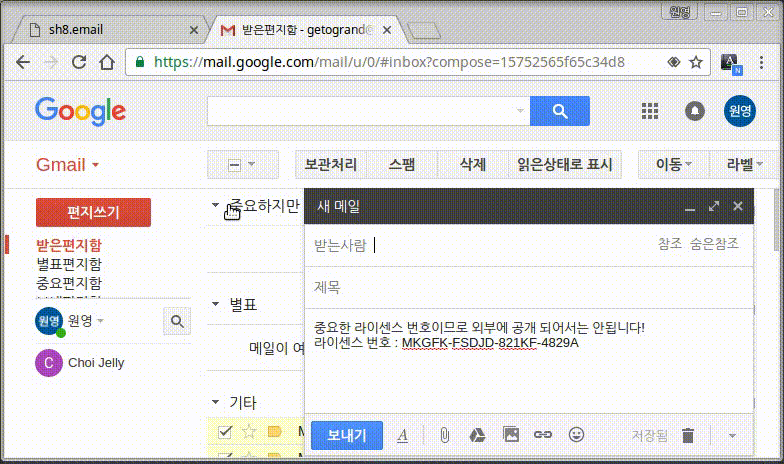 원영
sh8.email
받은편지함 - getogrand@
https://mail.google.com/mail/u/0/#inbox?compose=15752565f65c34d8
A
N
Google
원영
Gmail
보관처리 스팸 삭제 읽은상태로 표시 이동 라벨
편지쓰기
중요하지만
새 메일
받은편지함
받는사람 참조 숨은참조
별표편지함
중요편지함
제목
원영 원영
별표
중요한 라이센스 번호이므로 외부에 공개 되어서는 안됩니다!
라이센스 번호 : MKGFK-FSDJD-821KF-4829A
메일이 여
C Choi Jelly
기타
보내기 A 저장됨